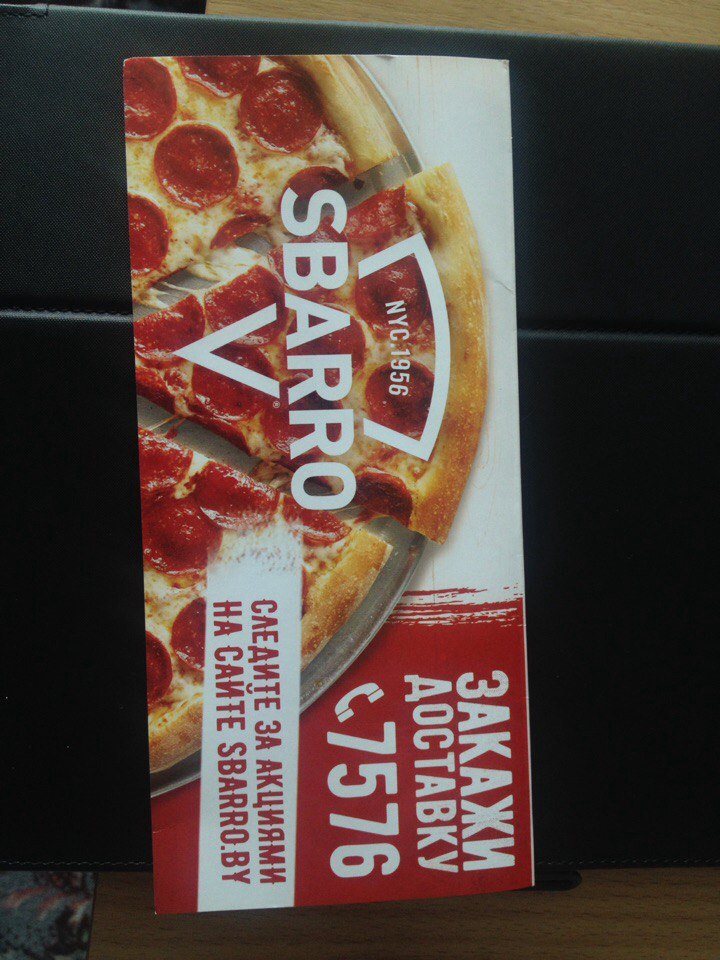 NYC.1956
SBARRO
®
ЗАКАЖИ
ДОСТАВКУ
7576
СЛЕДИТЕ ЗА АКЦИЯМИ
НА САЙТЕ SBARRO.BY